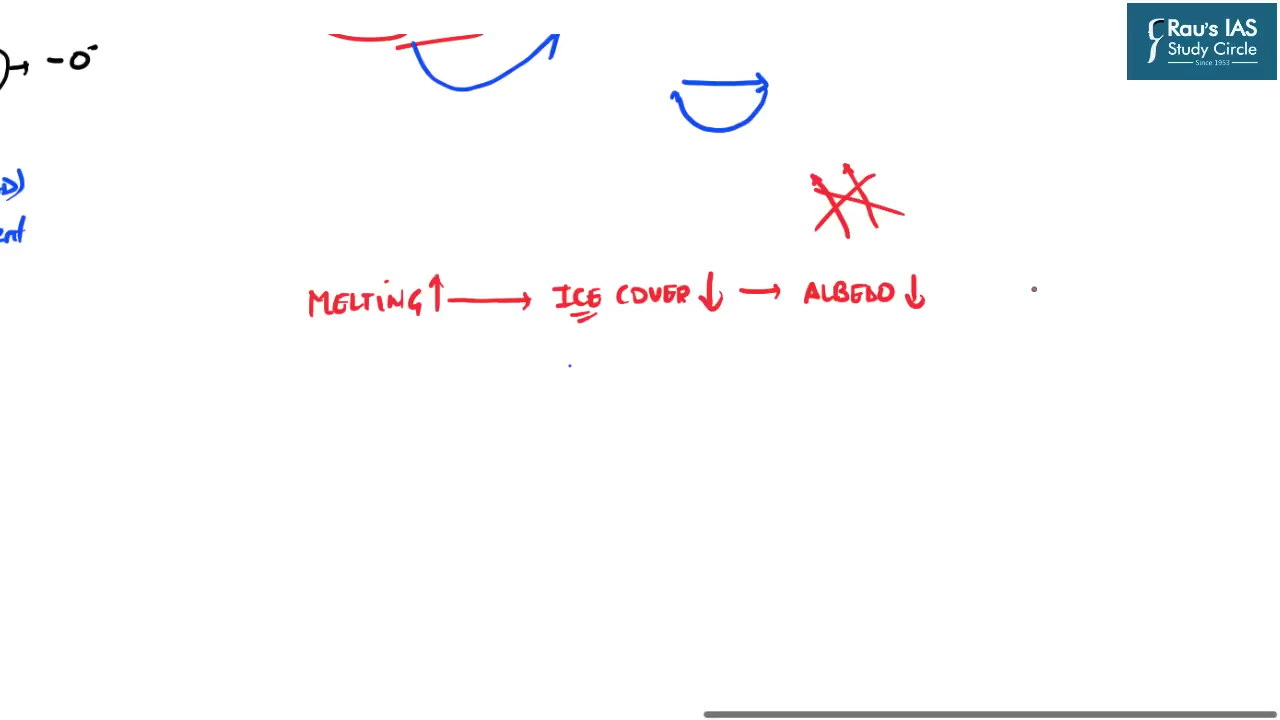 Rau's IAS
Study Circle
Since 1953
MELTING ↑ → ICE COVER ↓ → ALBEDO ↓